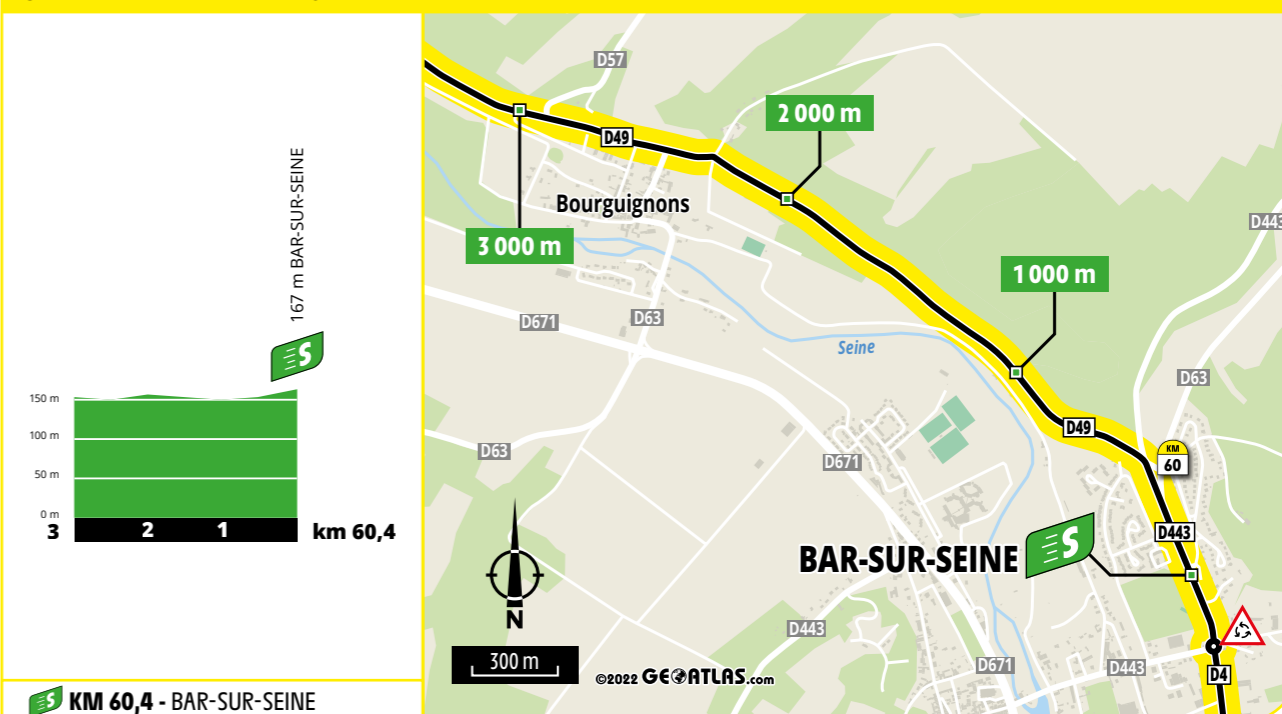 167 m BAR-SUR-SEINE
S
150 m
100 m
50 m
0 m
3 2 1 km 60,4
S KM 60,4 - BAR-SUR-SEINE
D57
2 000 m
D49
Bourguignons
D443
3 000 m
1 000 m
D671
D63
Seine
D63
D49
D63
D671
KM
60
D443
BAR-SUR-SEINE
S
N
D443
300 m
©2022 GEOATLAS.com
D671
D443
D4